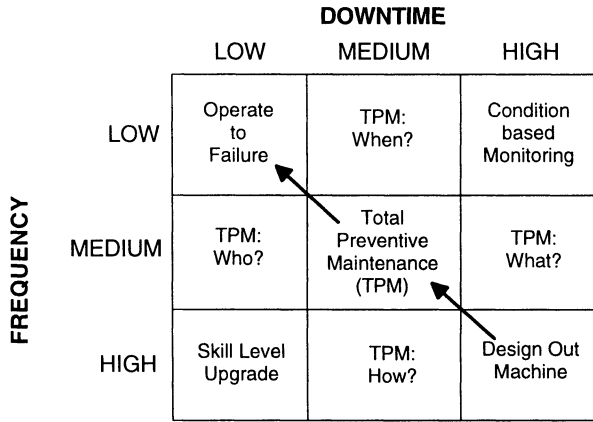 DOWNTIME
LOW MEDIUM HIGH
FREQUENCY
LOW
Operate
to
Failure
TPM:
When?
Condition
based
Monitoring
MEDIUM
TPM:
Who?
Total
Preventive
Maintenance
(TPM)
TPM:
What?
HIGH
Skill Level
Upgrade
TPM:
How?
Design Out
Machine